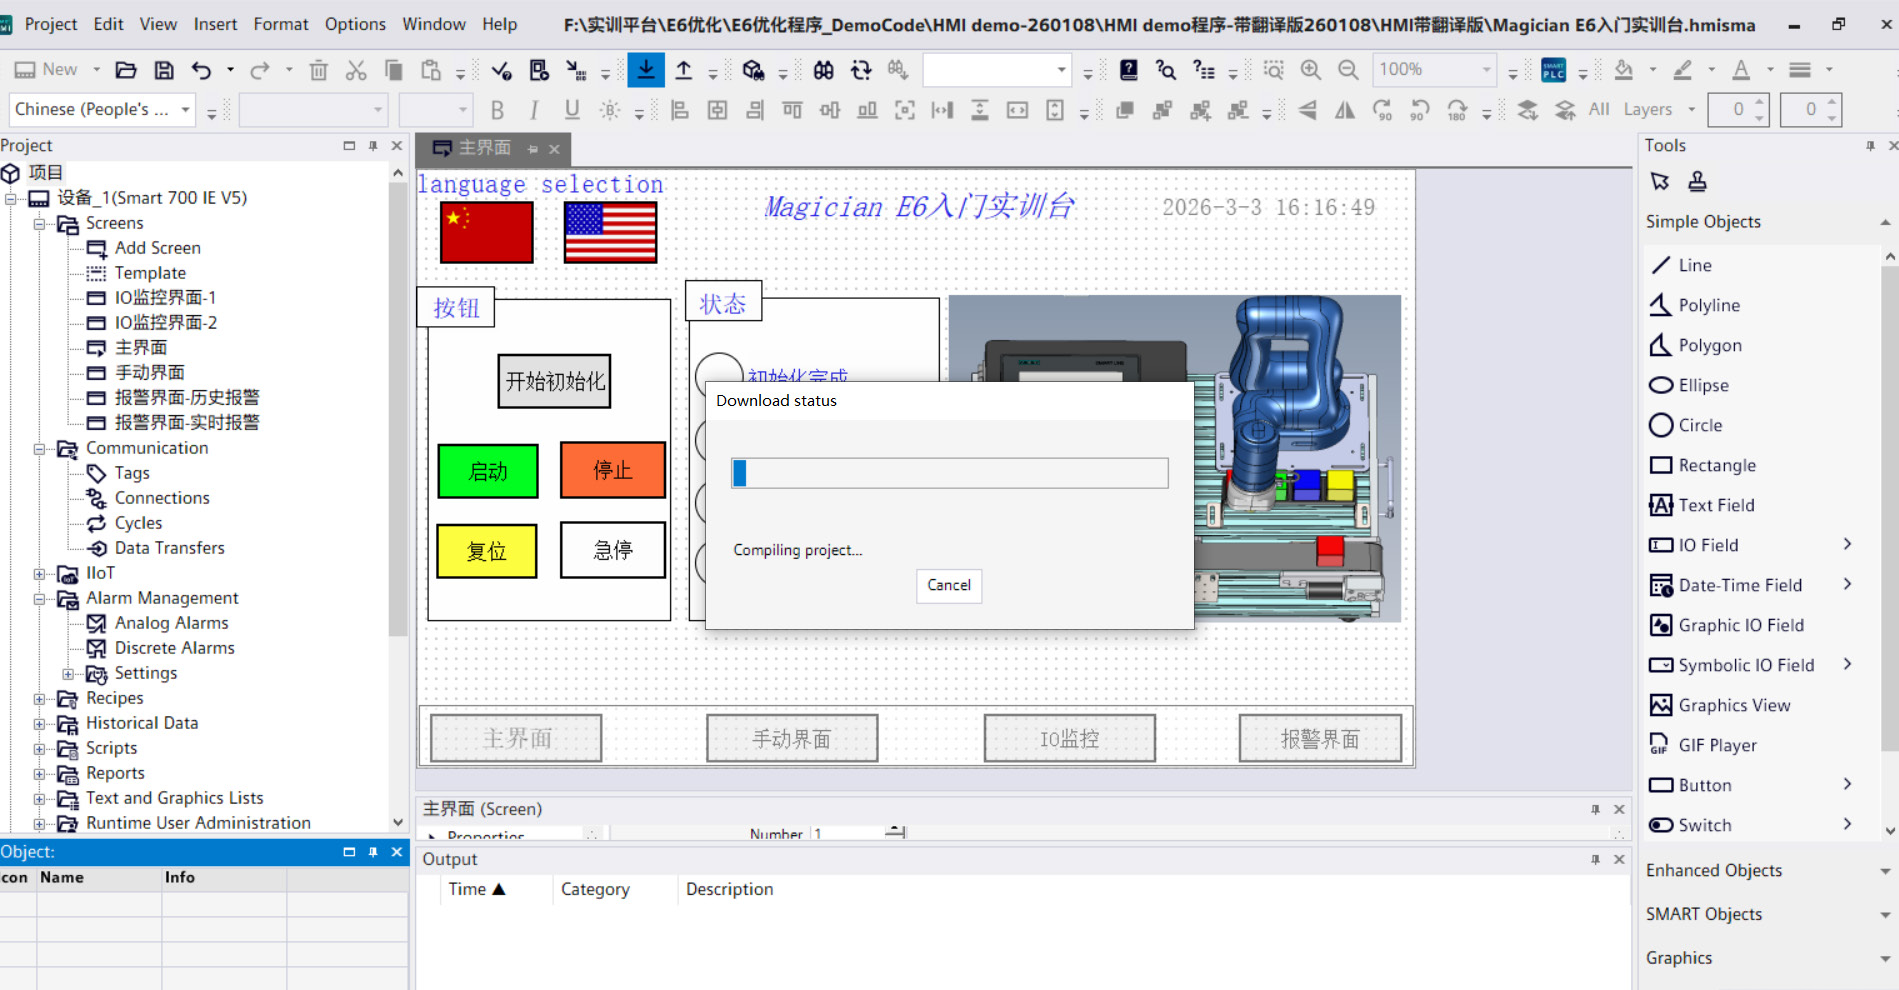 Project Edit View Insert Format Options Window Help F:\实训平台\E6优化\E6优化程序_DemoCode\HMI demo-260108\HMI demo程序-带翻译版260108\HMI带翻译版\Magician E6入门实训台.hmisma
New 100%
Chinese (People's ... B I U 90 90 180 All Layers 0 0
Project
项目
设备_1(Smart 700 IE V5)
Screens
Add Screen
Template
IO监控界面-1
IO监控界面-2
主界面
手动界面
报警界面-历史报警
报警界面-实时报警
Communication
Tags
Connections
Cycles
Data Transfers
IIoT
Alarm Management
Analog Alarms
Discrete Alarms
Settings
Recipes
Historical Data
Scripts
Reports
Text and Graphics Lists
Runtime User Administration
Object:
Icon Name Info
主界面
language selection
Magician E6入门实训台
2026-3-3 16:16:49
按钮
开始初始化
启动
停止
复位
急停
状态
初始化完成
Download status
Compiling project...
Cancel
主界面
手动界面
IO监控
报警界面
主界面 (Screen)
Properties
Number 1
Output
Time Category Description
Tools
Simple Objects
Line
Polyline
Polygon
Ellipse
Circle
Rectangle
Text Field
IO Field
Date-Time Field
Graphic IO Field
Symbolic IO Field
Graphics View
GIF Player
Button
Switch
Enhanced Objects
SMART Objects
Graphics